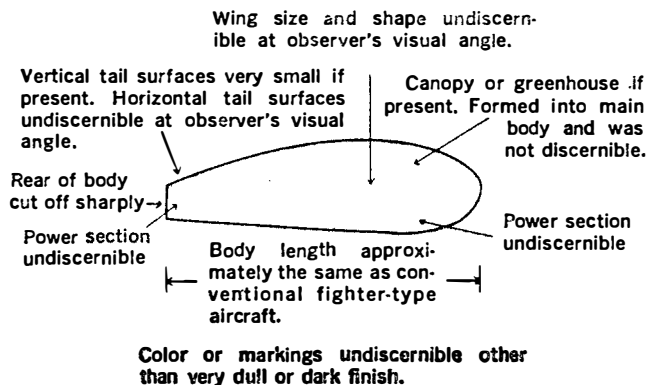 Wing size and shape undiscern-
ible at observer's visual angle.
Vertical tail surfaces very small if
present. Horizontal tail surfaces
undiscernible at observer's visual
angle.
Canopy or greenhouse if
present. Formed into main
body and was
not discernible.
Rear of body
cut off sharply
Power section
undiscernible
Power section
undiscernible
Body length approxi-
mately the same as con-
ventional fighter-type
aircraft.
Color or markings undiscernible other
than very dull or dark finish.